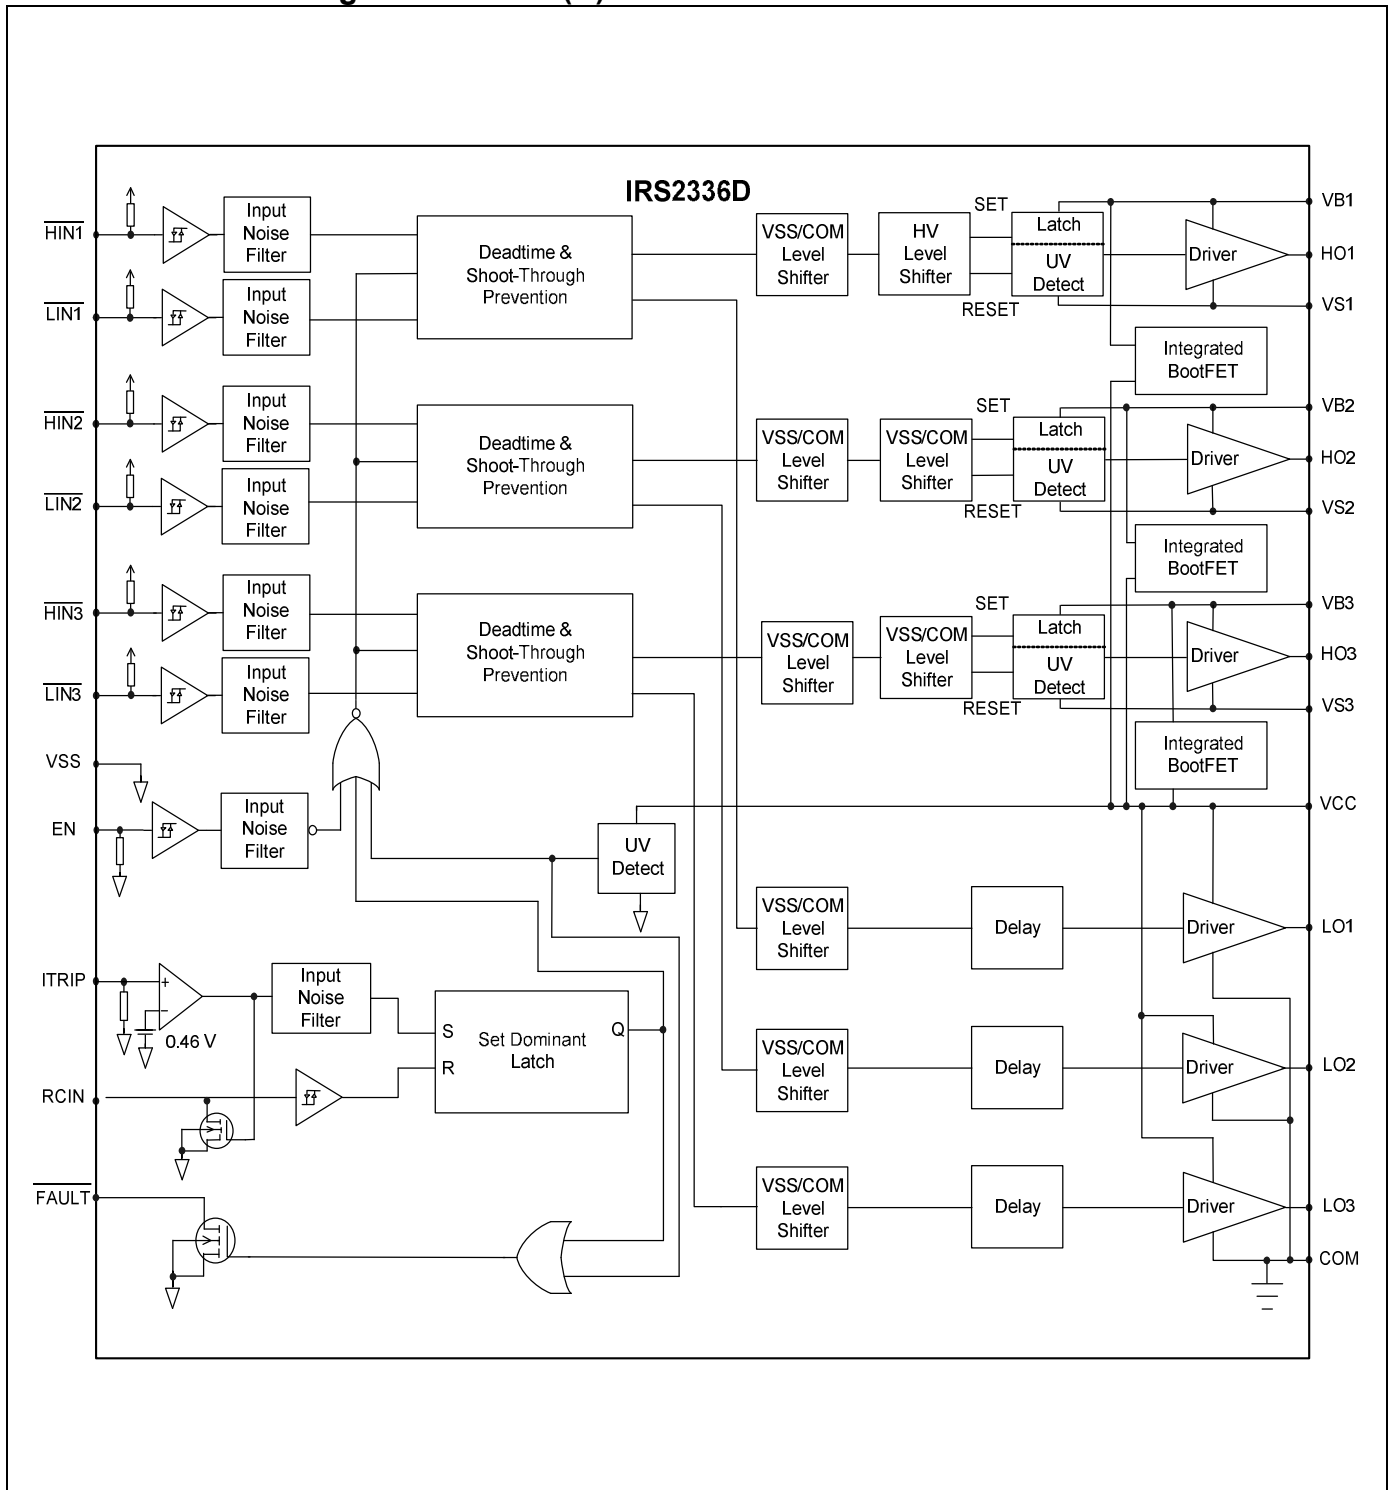 IRS2336D
HIN1
Input
Noise
Filter
LIN1
Input
Noise
Filter
Deadtime &
Shoot-Through
Prevention
VSS/COM
Level
Shifter
HV
Level
Shifter
SET
RESET
Latch
UV
Detect
Driver
VB1
HO1
VS1
Integrated
BootFET
HIN2
Input
Noise
Filter
LIN2
Input
Noise
Filter
Deadtime &
Shoot-Through
Prevention
VSS/COM
Level
Shifter
VSS/COM
Level
Shifter
SET
RESET
Latch
UV
Detect
Driver
VB2
HO2
VS2
Integrated
BootFET
HIN3
Input
Noise
Filter
LIN3
Input
Noise
Filter
Deadtime &
Shoot-Through
Prevention
VSS/COM
Level
Shifter
VSS/COM
Level
Shifter
SET
RESET
Latch
UV
Detect
Driver
VB3
HO3
VS3
Integrated
BootFET
VSS
EN
Input
Noise
Filter
UV
Detect
VCC
VSS/COM
Level
Shifter
Delay
Driver
LO1
ITRIP
+
−
0.46 V
Input
Noise
Filter
S
R
Q
Set Dominant
Latch
RCIN
VSS/COM
Level
Shifter
Delay
Driver
LO2
FAULT
VSS/COM
Level
Shifter
Delay
Driver
LO3
COM